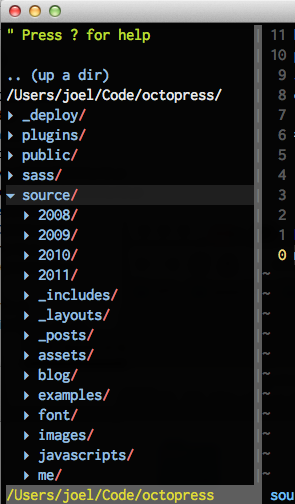 " Press ? for help
.. (up a dir)
/Users/joel/Code/octopress/
▸ _deploy/
▸ plugins/
▸ public/
▸ sass/
▾ source/
▸ 2008/
▸ 2009/
▸ 2010/
▸ 2011/
▸ _includes/
▸ _layouts/
▸ _posts/
▸ assets/
▸ blog/
▸ examples/
▸ font/
▸ images/
▸ javascripts/
▸ me/
/Users/joel/Code/octopress
11
10
9
8
7
6
5
4
3
2
1
0
~
~
~
~
~
~
~
~
~
~
~
sou